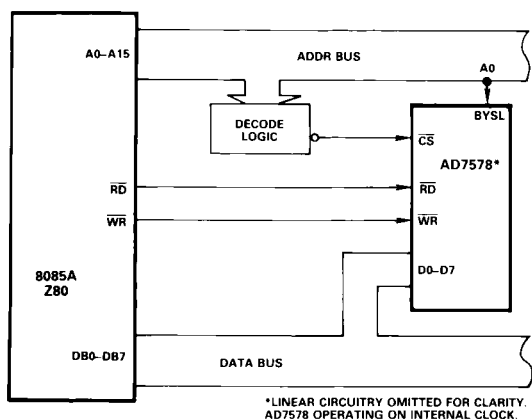 A0–A15
ADDR BUS
A0
BYSL
DECODE
LOGIC
CS
AD7578*
RD
RD
WR
WR
8085A
Z80
D0–D7
DB0–DB7
DATA BUS
*LINEAR CIRCUITRY OMITTED FOR CLARITY.
AD7578 OPERATING ON INTERNAL CLOCK.